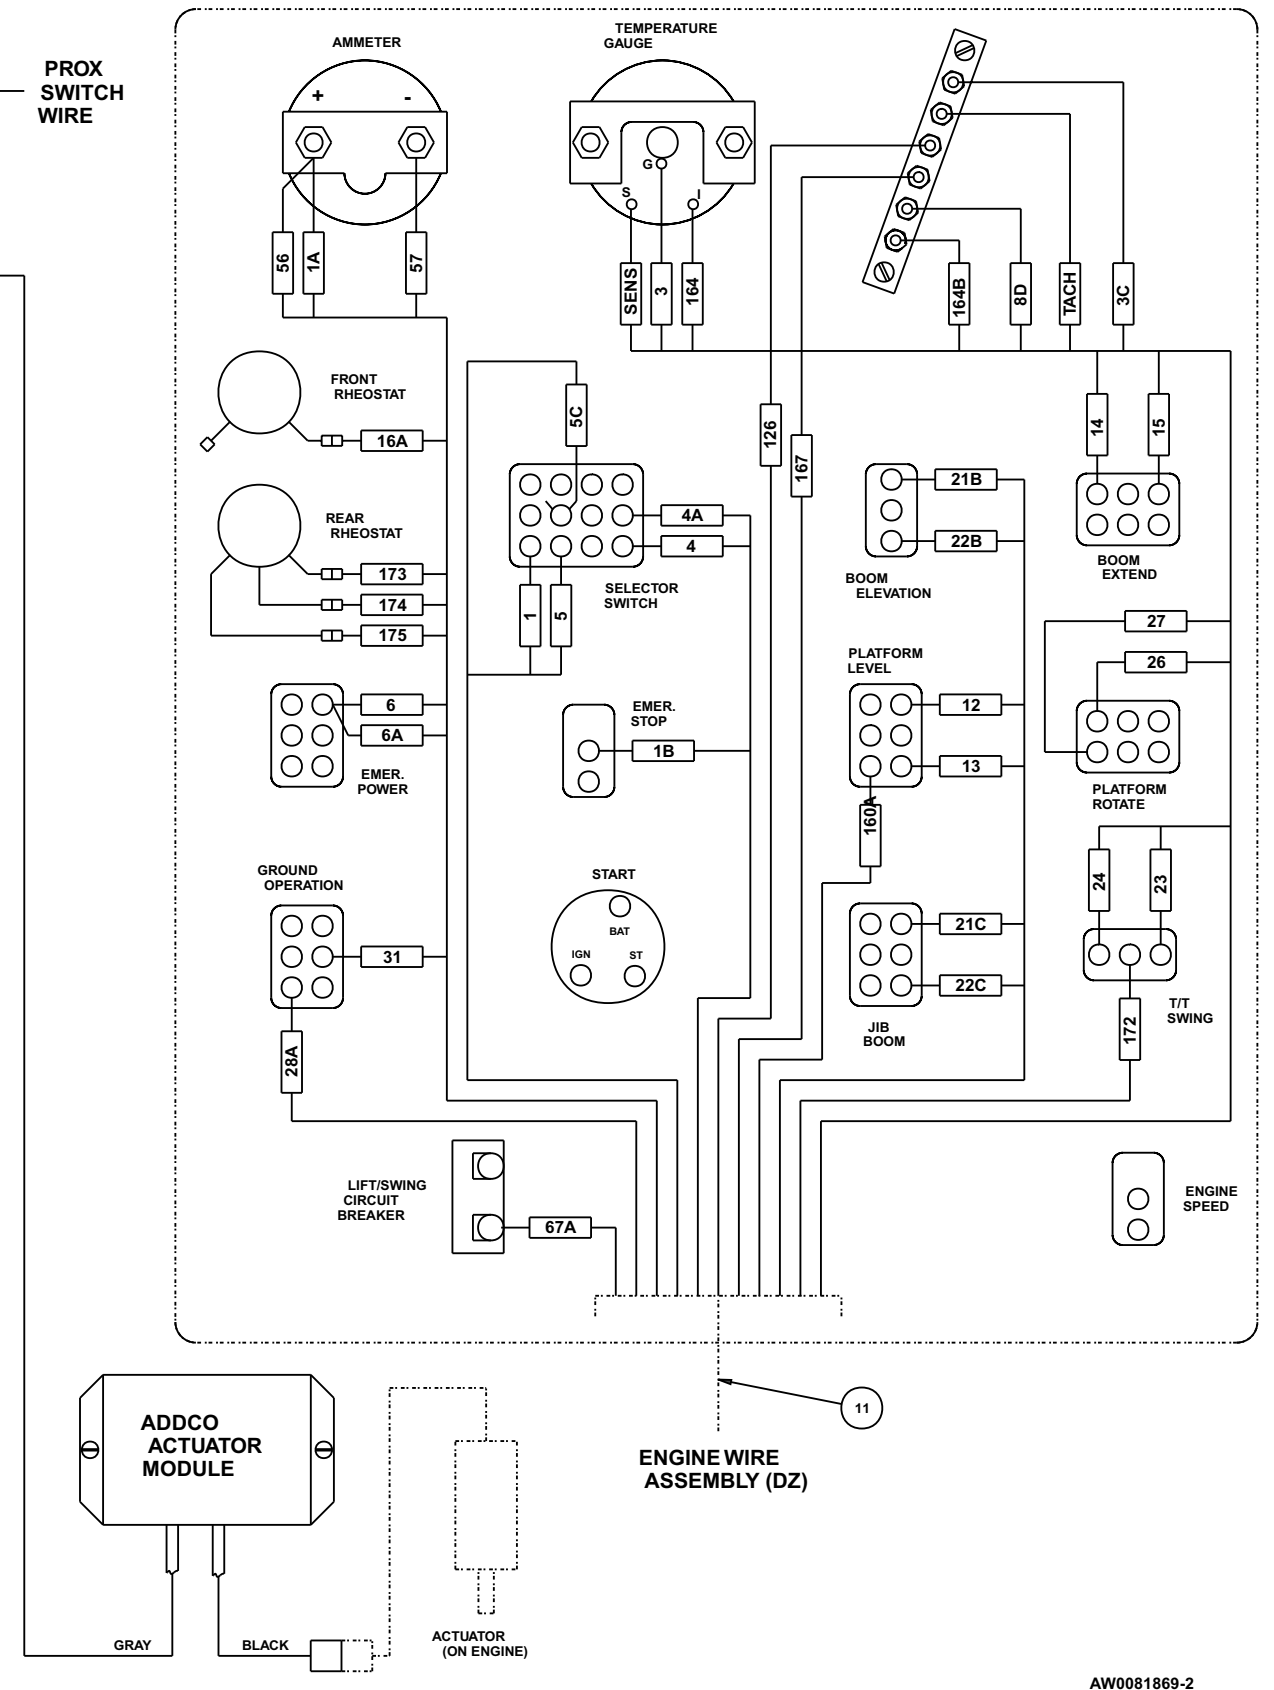 PROX
SWITCH
WIRE
AMMETER
+ -
56
1A
57
TEMPERATURE
GAUGE
G
S
I
SENS
3
164
164B
8D
TACH
3C
FRONT
RHEOSTAT
16A
REAR
RHEOSTAT
173
174
175
5C
4A
4
SELECTOR
SWITCH
1
5
126
167
21B
22B
BOOM
ELEVATION
14
15
BOOM
EXTEND
27
26
PLATFORM
ROTATE
6
6A
EMER.
POWER
EMER.
STOP
1B
PLATFORM
LEVEL
12
13
160A
GROUND
OPERATION
31
28A
START
BAT
IGN
ST
21C
22C
JIB
BOOM
24
23
T/T
SWING
172
LIFT/SWING
CIRCUIT
BREAKER
67A
ENGINE
SPEED
11
ENGINE WIRE
ASSEMBLY (DZ)
ADDCO
ACTUATOR
MODULE
GRAY
BLACK
ACTUATOR
(ON ENGINE)
AW0081869-2